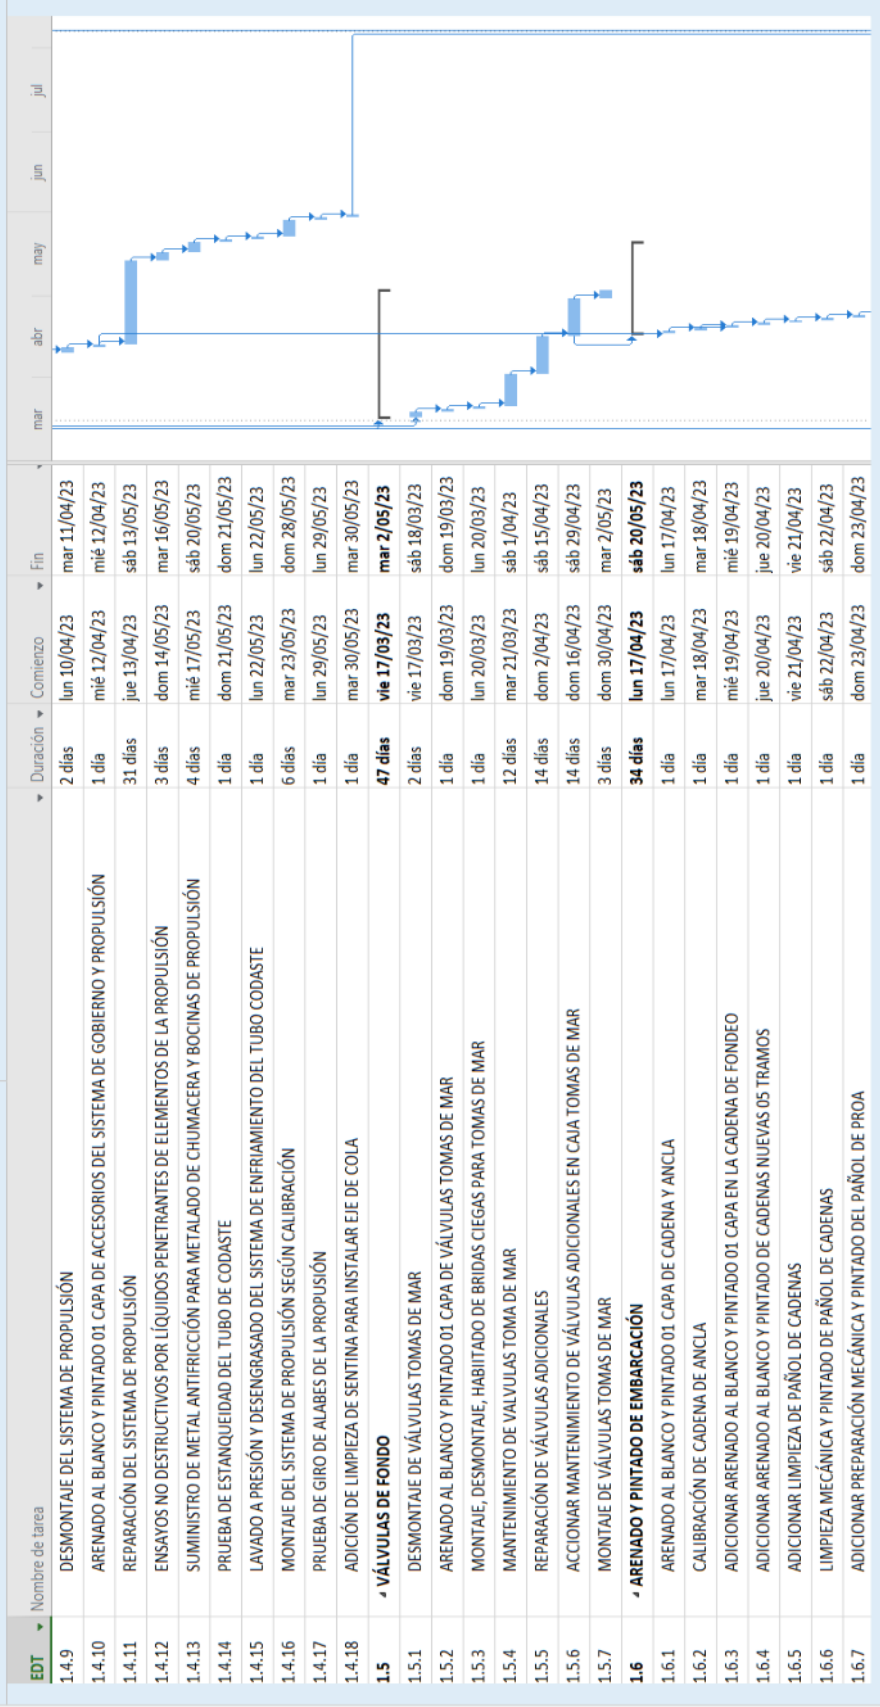 EDT Nombre de tarea Duración Comienzo Fin mar abr may jun jul
1.4.9 DESMONTAJE DEL SISTEMA DE PROPULSIÓN 2 días lun 10/04/23 mar 11/04/23
1.4.10 ARENADO AL BLANCO Y PINTADO 01 CAPA DE ACCESORIOS DEL SISTEMA DE GOBIERNO Y PROPULSIÓN 1 día mié 12/04/23 mié 12/04/23
1.4.11 REPARACIÓN DEL SISTEMA DE PROPULSIÓN 31 días jue 13/04/23 sáb 13/05/23
1.4.12 ENSAYOS NO DESTRUCTIVOS POR LÍQUIDOS PENETRANTES DE ELEMENTOS DE LA PROPULSIÓN 3 días dom 14/05/23 mar 16/05/23
1.4.13 SUMINISTRO DE METAL ANTIFRICCIÓN PARA METALADO DE CHUMACERA Y BOCINAS DE PROPULSIÓN 4 días mié 17/05/23 sáb 20/05/23
1.4.14 PRUEBA DE ESTANQUEIDAD DEL TUBO DE CODASTE 1 día dom 21/05/23 dom 21/05/23
1.4.15 LAVADO A PRESIÓN Y DESENGRASADO DEL SISTEMA DE ENFRIAMIENTO DEL TUBO CODASTE 1 día lun 22/05/23 lun 22/05/23
1.4.16 MONTAJE DEL SISTEMA DE PROPULSIÓN SEGÚN CALIBRACIÓN 6 días mar 23/05/23 dom 28/05/23
1.4.17 PRUEBA DE GIRO DE ALABES DE LA PROPUSIÓN 1 día lun 29/05/23 lun 29/05/23
1.4.18 ADICIÓN DE LIMPIEZA DE SENTINA PARA INSTALAR EJE DE COLA 1 día mar 30/05/23 mar 30/05/23
1.5 VÁLVULAS DE FONDO 47 días vie 17/03/23 mar 2/05/23
1.5.1 DESMONTAJE DE VÁLVULAS TOMAS DE MAR 2 días vie 17/03/23 sáb 18/03/23
1.5.2 ARENADO AL BLANCO Y PINTADO 01 CAPA DE VÁLVULAS TOMAS DE MAR 1 día dom 19/03/23 dom 19/03/23
1.5.3 MONTAJE, DESMONTAJE, HABIITADO DE BRIDAS CIEGAS PARA TOMAS DE MAR 1 día lun 20/03/23 lun 20/03/23
1.5.4 MANTENIMIENTO DE VALVULAS TOMA DE MAR 12 días mar 21/03/23 sáb 1/04/23
1.5.5 REPARACIÓN DE VÁLVULAS ADICIONALES 14 días dom 2/04/23 sáb 15/04/23
1.5.6 ACCIONAR MANTENIMIENTO DE VÁLVULAS ADICIONALES EN CAJA TOMAS DE MAR 14 días dom 16/04/23 sáb 29/04/23
1.5.7 MONTAJE DE VÁLVULAS TOMAS DE MAR 3 días dom 30/04/23 mar 2/05/23
1.6 ARENADO Y PINTADO DE EMBARCACIÓN 34 días lun 17/04/23 sáb 20/05/23
1.6.1 ARENADO AL BLANCO Y PINTADO 01 CAPA DE CADENA Y ANCLA 1 día lun 17/04/23 lun 17/04/23
1.6.2 CALIBRACIÓN DE CADENA DE ANCLA 1 día mar 18/04/23 mar 18/04/23
1.6.3 ADICIONAR ARENADO AL BLANCO Y PINTADO 01 CAPA EN LA CADENA DE FONDEO 1 día mié 19/04/23 mié 19/04/23
1.6.4 ADICIONAR ARENADO AL BLANCO Y PINTADO DE CADENAS NUEVAS 05 TRAMOS 1 día jue 20/04/23 jue 20/04/23
1.6.5 ADICIONAR LIMPIEZA DE PAÑOL DE CADENAS 1 día vie 21/04/23 vie 21/04/23
1.6.6 LIMPIEZA MECÁNICA Y PINTADO DE PAÑOL DE CADENAS 1 día sáb 22/04/23 sáb 22/04/23
1.6.7 ADICIONAR PREPARACIÓN MECÁNICA Y PINTADO DEL PAÑOL DE PROA 1 día dom 23/04/23 dom 23/04/23